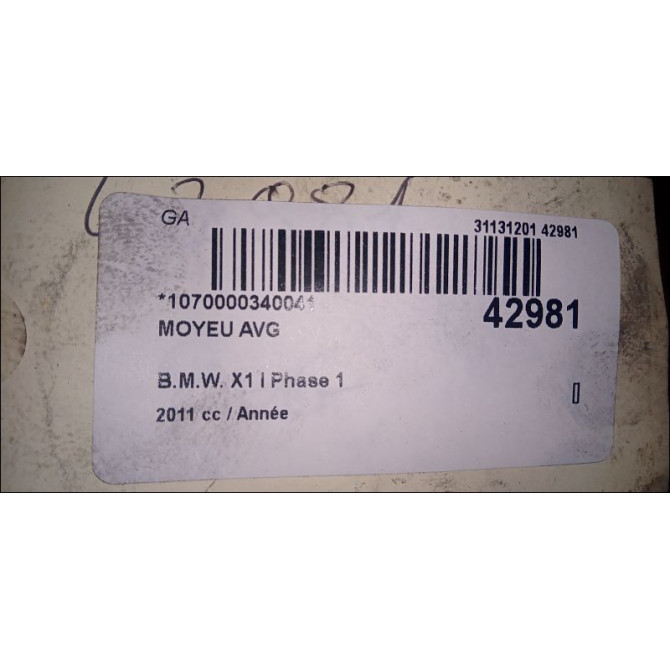 GA
31131201 42981
*1070000340041
42981
MOYEU AVG
B.M.W. X1 I Phase 1
2011 cc / Année